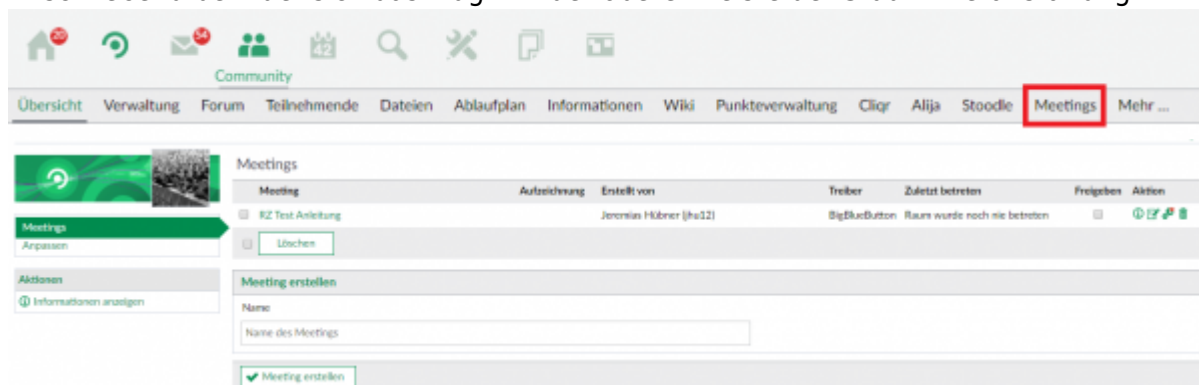 20
54
42
Community
Übersicht Verwaltung Forum Teilnehmende Dateien Ablaufplan Informationen Wiki Punkteverwaltung Cliqr Alija Stoodle Meetings Mehr ...
Meetings
Meeting Aufzeichnung Erstellt von Treiber Zuletzt betreten Freigeben Aktion
RZ Test Anleitung Jeremias Hübner (jhu12) BigBlueButton Raum wurde noch nie betreten
Löschen
Meetings
Anpassen
Aktionen
Informationen anzeigen
Meeting erstellen
Name
Name des Meetings
Meeting erstellen